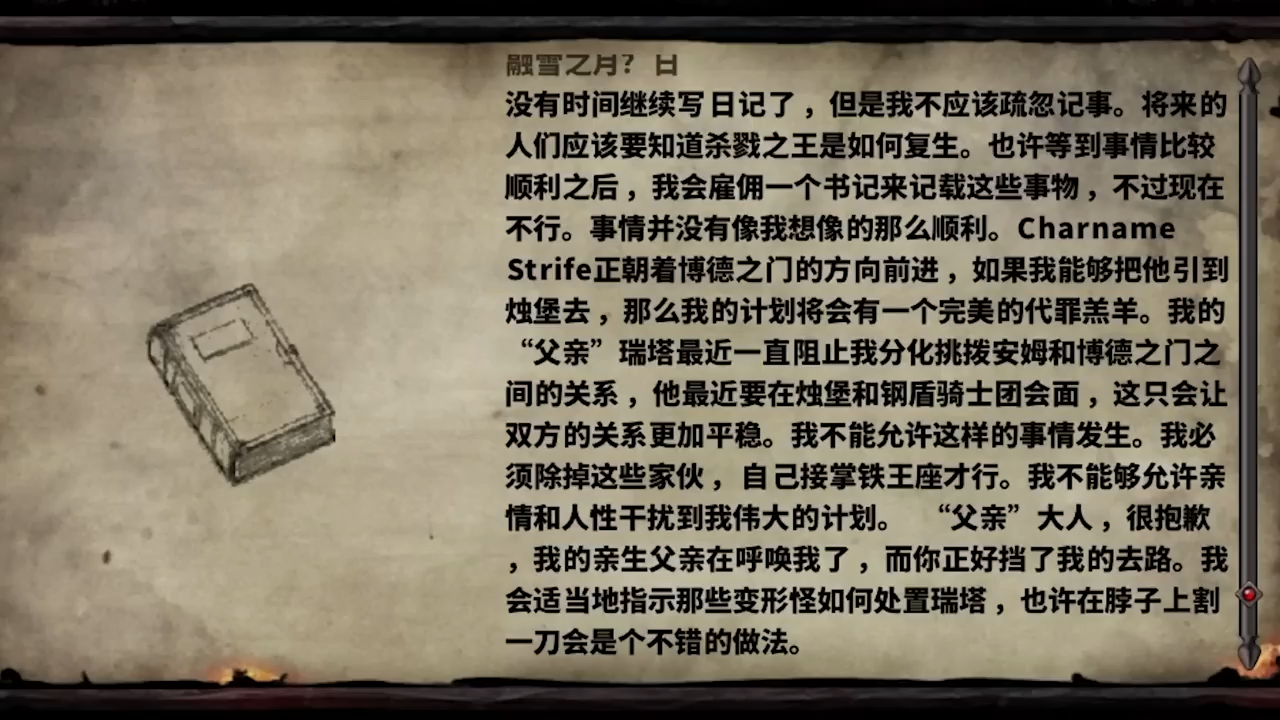 融雪之月？ 日
没有时间继续写日记了，但是我不应该疏忽记事。将来的
人们应该要知道杀戮之王是如何复生。也许等到事情比较
顺利之后，我会雇佣一个书记来记载这些事物，不过现在
不行。事情并没有像我想像的那么顺利。Charname
Strife正朝着博德之门的方向前进，如果我能够把他引到
烛堡去，那么我的计划将会有一个完美的代罪羔羊。我的
“父亲”瑞塔最近一直阻止我分化挑拨安姆和博德之门之
间的关系，他最近要在烛堡和钢盾骑士团会面，这只会让
双方的关系更加平稳。我不能允许这样的事情发生。我必
须除掉这些家伙，自己接掌铁王座才行。我不能够允许亲
情和人性干扰到我伟大的计划。 “父亲”大人，很抱歉
，我的亲生父亲在呼唤我了，而你正好挡了我的去路。我
会适当地指示那些变形怪如何处置瑞塔，也许在脖子上割
一刀会是个不错的做法。